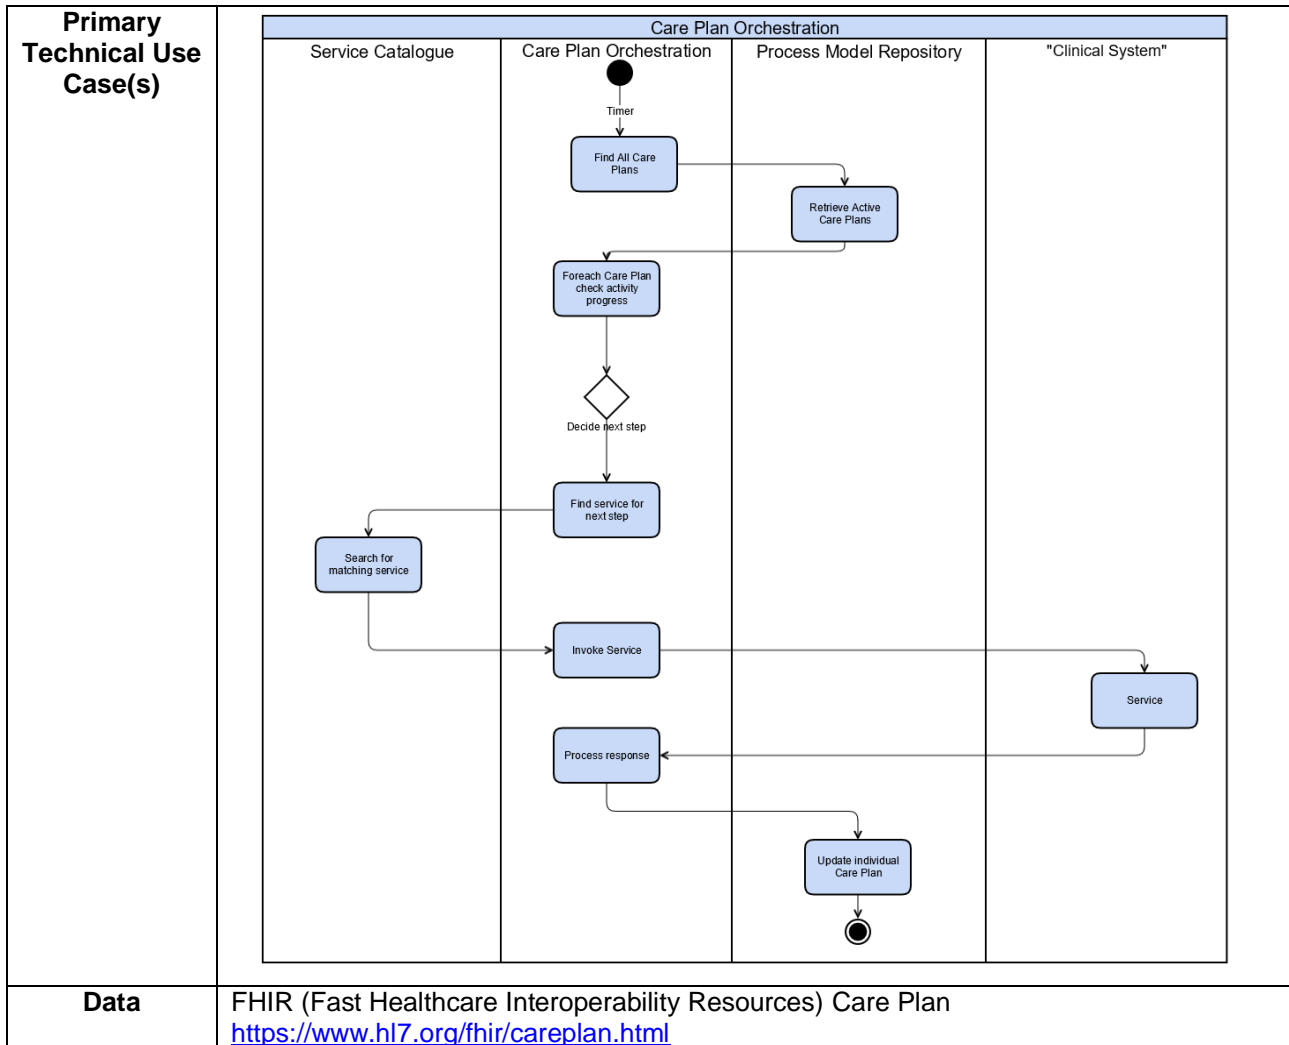 Primary
Technical Use
Case(s)
Care Plan Orchestration
Service Catalogue
Care Plan Orchestration
Process Model Repository
"Clinical System"
Timer
Find All Care
Plans
Retrieve Active
Care Plans
Foreach Care Plan
check activity
progress
Decide next step
Find service for
next step
Search for
matching service
Invoke Service
Service
Process response
Update individual
Care Plan
Data
FHIR (Fast Healthcare Interoperability Resources) Care Plan
https://www.hl7.org/fhir/careplan.html